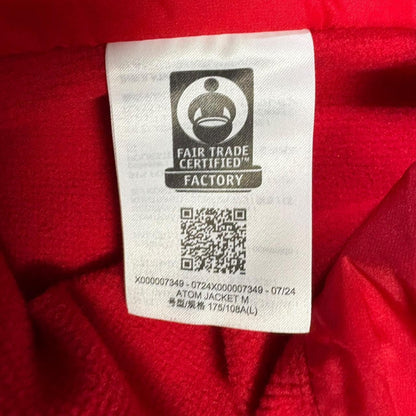 FAIR TRADE
CERTIFIED™
FACTORY
X000007349 - 0724X000007349 - 07/24
ATOM JACKET M
号型/规格 175/108A(L)